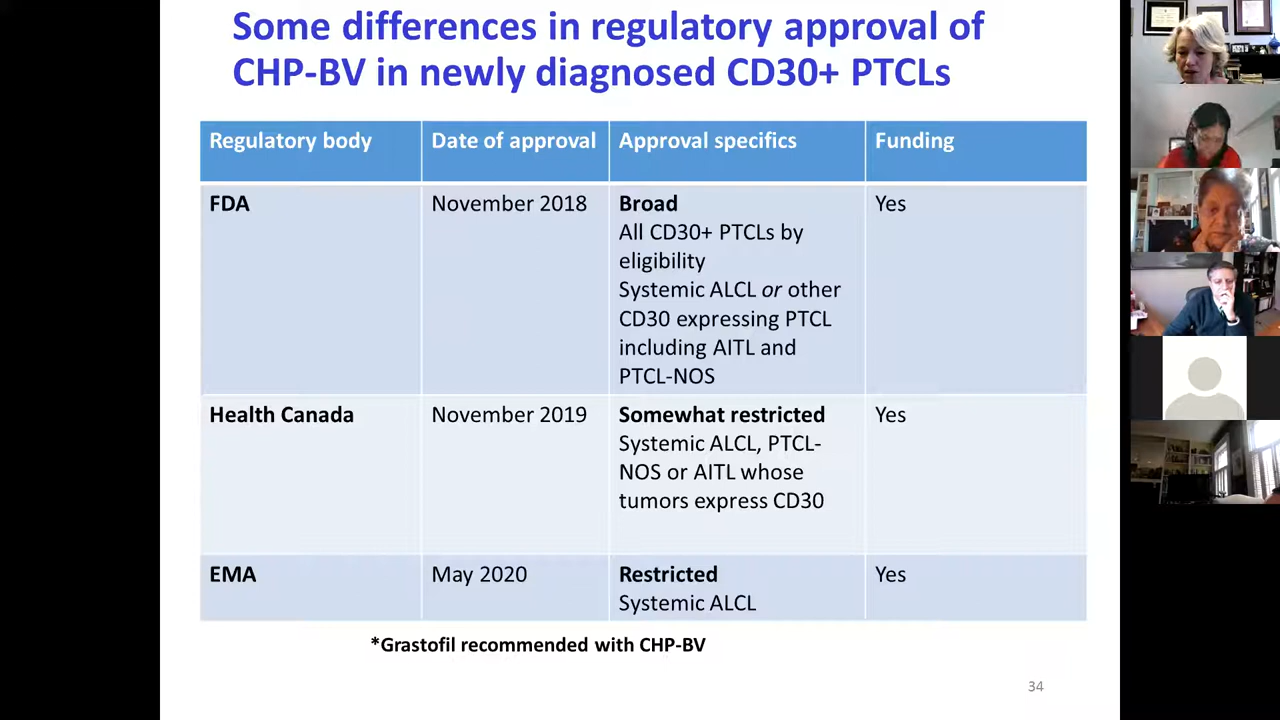 Some differences in regulatory approval of
CHP-BV in newly diagnosed CD30+ PTCLs
Regulatory body
Date of approval
Approval specifics
Funding
FDA
November 2018
Broad
All CD30+ PTCLs by
eligibility
Systemic ALCL or other
CD30 expressing PTCL
including AITL and
PTCL-NOS
Yes
Health Canada
November 2019
Somewhat restricted
Systemic ALCL, PTCL-
NOS or AITL whose
tumors express CD30
Yes
EMA
May 2020
Restricted
Systemic ALCL
Yes
*Grastofil recommended with CHP-BV
34